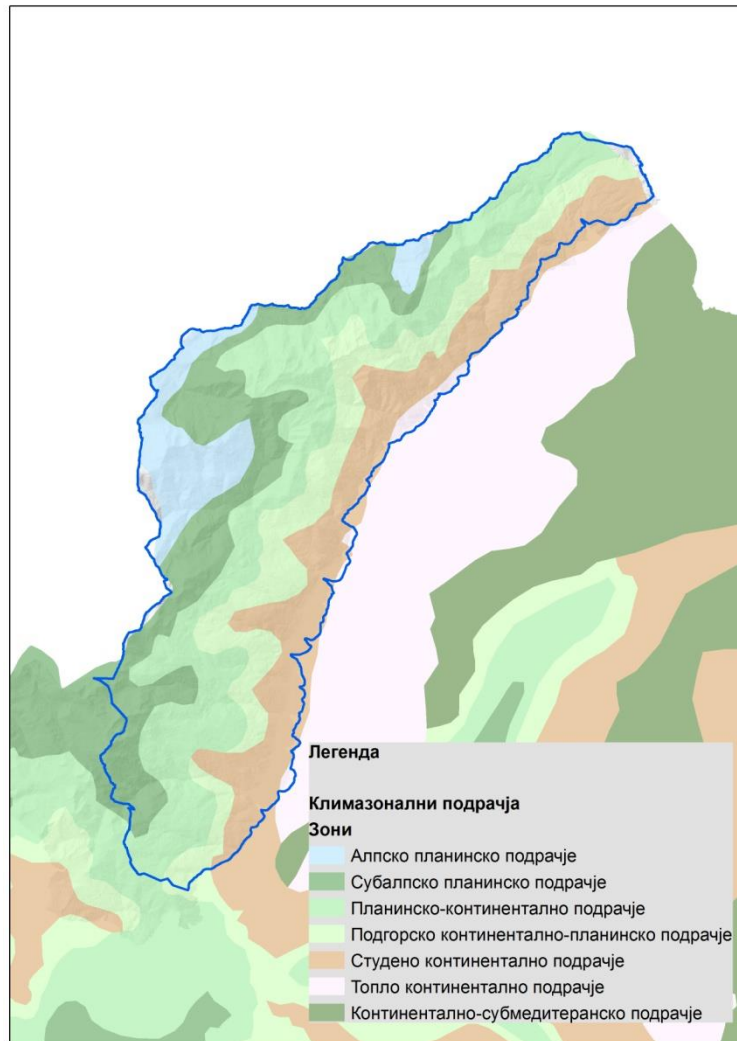 Легенда
Климазонални подрачја
Зони
Алпско планинско подрачје
Субалпско планинско подрачје
Планинско-континентално подрачје
Подгорско континентално-планинско подрачје
Студено континентално подрачје
Топло континентално подрачје
Континентално-субмедитеранско подрачје